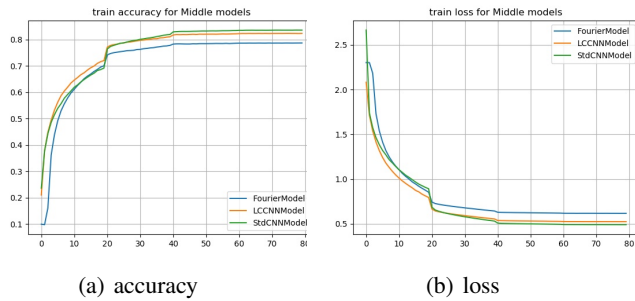 train accuracy for Middle models
0.8
0.7
0.6
0.5
0.4
0.3
0.2
0.1
FourierModel
LCCNNModel
StdCNNModel
0 10 20 30 40 50 60 70 80
(a) accuracy
train loss for Middle models
2.5
2.0
1.5
1.0
0.5
FourierModel
LCCNNModel
StdCNNModel
0 10 20 30 40 50 60 70 80
(b) loss